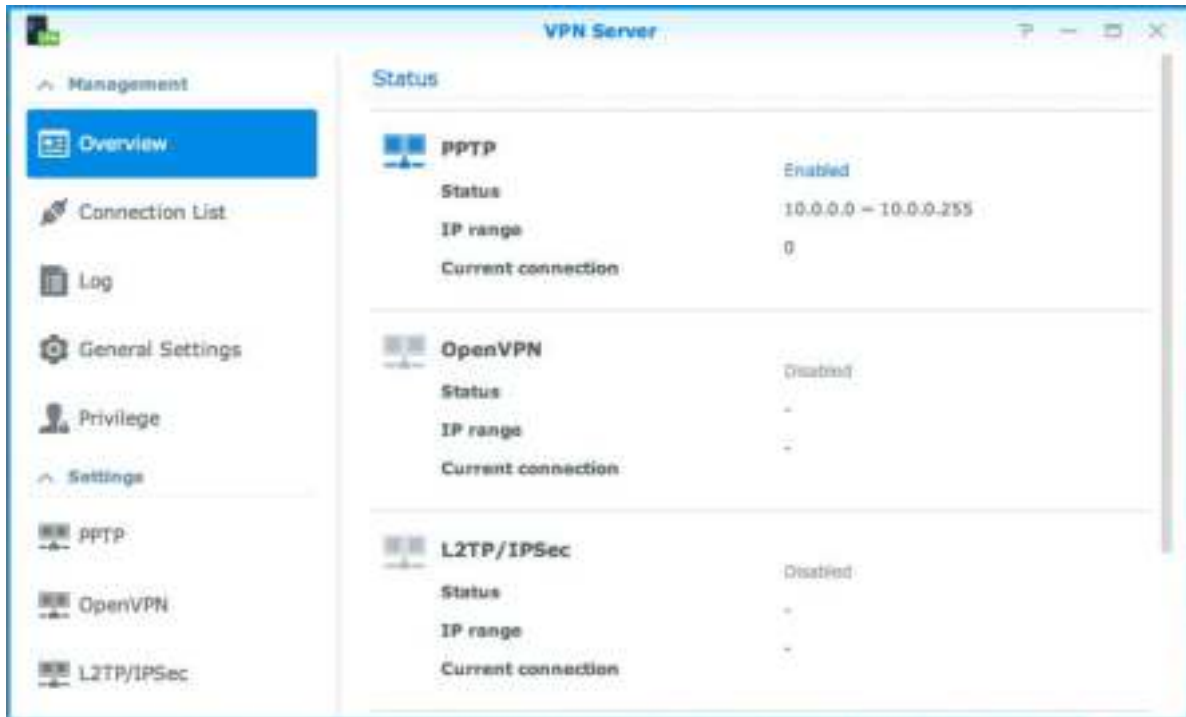 VPN Server
Management
Overview
Connection List
Log
General Settings
Privilege
Settings
PPTP
OpenVPN
L2TP/IPSec
Status
PPTP
Status
Enabled
IP range
10.0.0.0 ~ 10.0.0.255
Current connection
0
OpenVPN
Status
Disabled
IP range
-
Current connection
-
L2TP/IPSec
Status
Disabled
IP range
-
Current connection
-